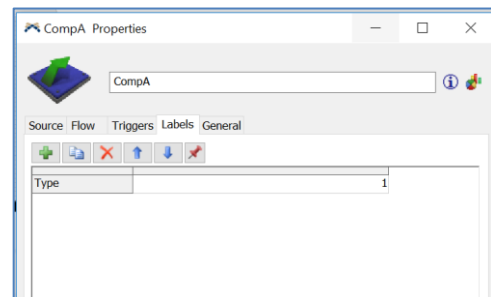 CompA Properties
CompA
Source Flow Triggers Labels General
Type 1